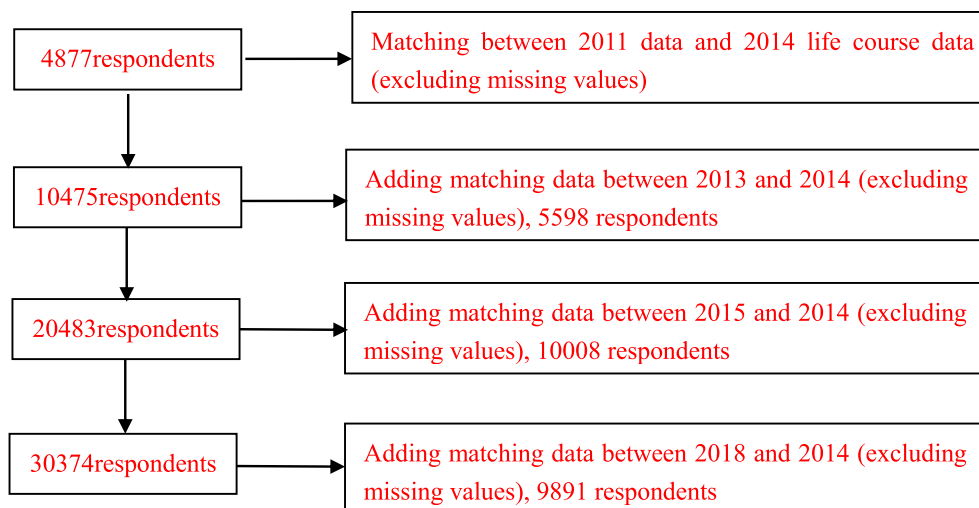 4877respondents
Matching between 2011 data and 2014 life course data
(excluding missing values)
10475respondents
Adding matching data between 2013 and 2014 (excluding
missing values), 5598 respondents
20483respondents
Adding matching data between 2015 and 2014 (excluding
missing values), 10008 respondents
30374respondents
Adding matching data between 2018 and 2014 (excluding
missing values), 9891 respondents